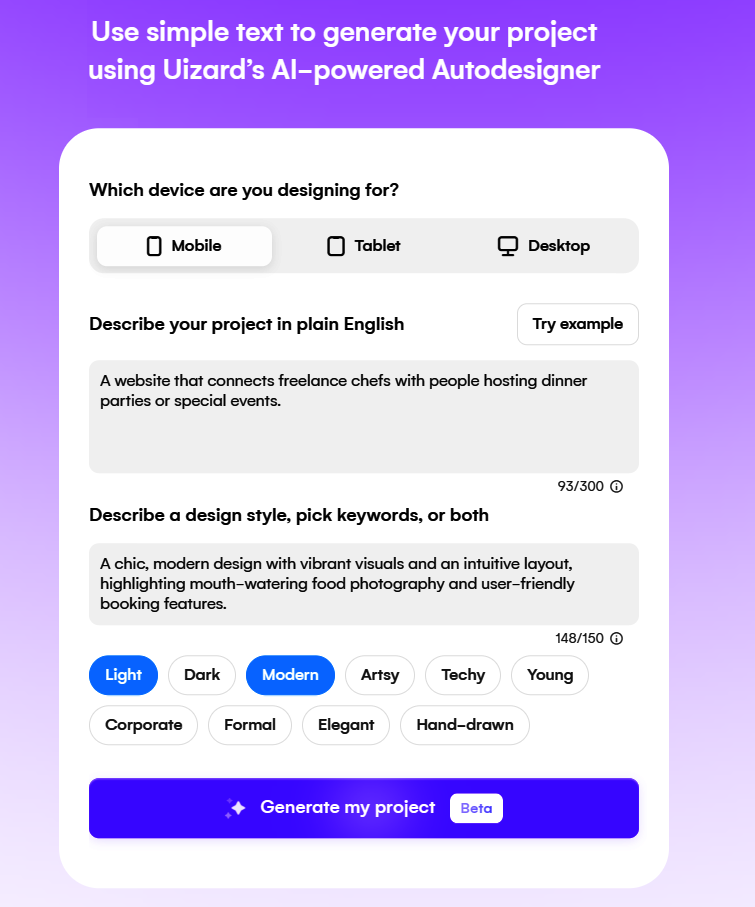 Use simple text to generate your project
using Uizard's AI-powered Autodesigner
Which device are you designing for?
Mobile
Tablet
Desktop
Describe your project in plain English
Try example
A website that connects freelance chefs with people hosting dinner
parties or special events.
93/300
Describe a design style, pick keywords, or both
A chic, modern design with vibrant visuals and an intuitive layout,
highlighting mouth-watering food photography and user-friendly
booking features.
148/150
Light
Dark
Modern
Artsy
Techy
Young
Corporate
Formal
Elegant
Hand-drawn
Generate my project
Beta